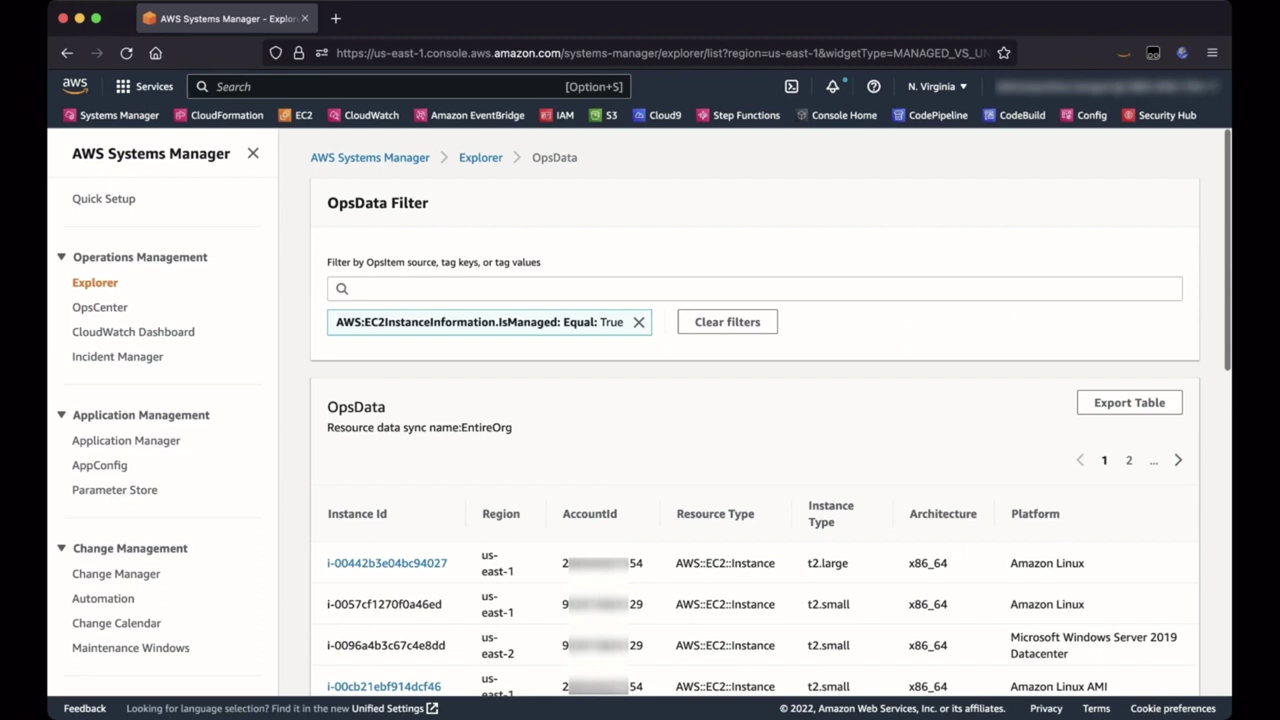 AWS Systems Manager - Explor
https://us-east-1.console.aws.amazon.com/systems-manager/explorer/list?region=us-east-1&widgetType=MANAGED_VS_UN
aws
Services
Search
[Option+S]
N. Virginia
Systems Manager
CloudFormation
EC2
CloudWatch
Amazon EventBridge
IAM
S3
Cloud9
Step Functions
Console Home
CodePipeline
CodeBuild
Config
Security Hub
AWS Systems Manager
Quick Setup
Operations Management
Explorer
OpsCenter
CloudWatch Dashboard
Incident Manager
Application Management
Application Manager
AppConfig
Parameter Store
Change Management
Change Manager
Automation
Change Calendar
Maintenance Windows
AWS Systems Manager
Explorer
OpsData
OpsData Filter
Filter by OpsItem source, tag keys, or tag values
AWS:EC2InstanceInformation.IsManaged: Equal: True
Clear filters
OpsData
Resource data sync name:EntireOrg
Export Table
1 2 ...
Instance Id Region AccountId Resource Type Instance Type Architecture Platform
i-00442b3e04bc94027 us-east-1 2 54 AWS::EC2::Instance t2.large x86_64 Amazon Linux
i-0057cf1270f0a46ed us-east-1 9 29 AWS::EC2::Instance t2.small x86_64 Amazon Linux
i-0096a4b3c67c4e8dd us-east-2 9 29 AWS::EC2::Instance t2.small x86_64 Microsoft Windows Server 2019 Datacenter
i-00cb21ebf914dcf46 us-east-1 2 54 AWS::EC2::Instance t2.small x86_64 Amazon Linux AMI
Feedback
Looking for language selection? Find it in the new Unified Settings
© 2022, Amazon Web Services, Inc. or its affiliates.
Privacy
Terms
Cookie preferences